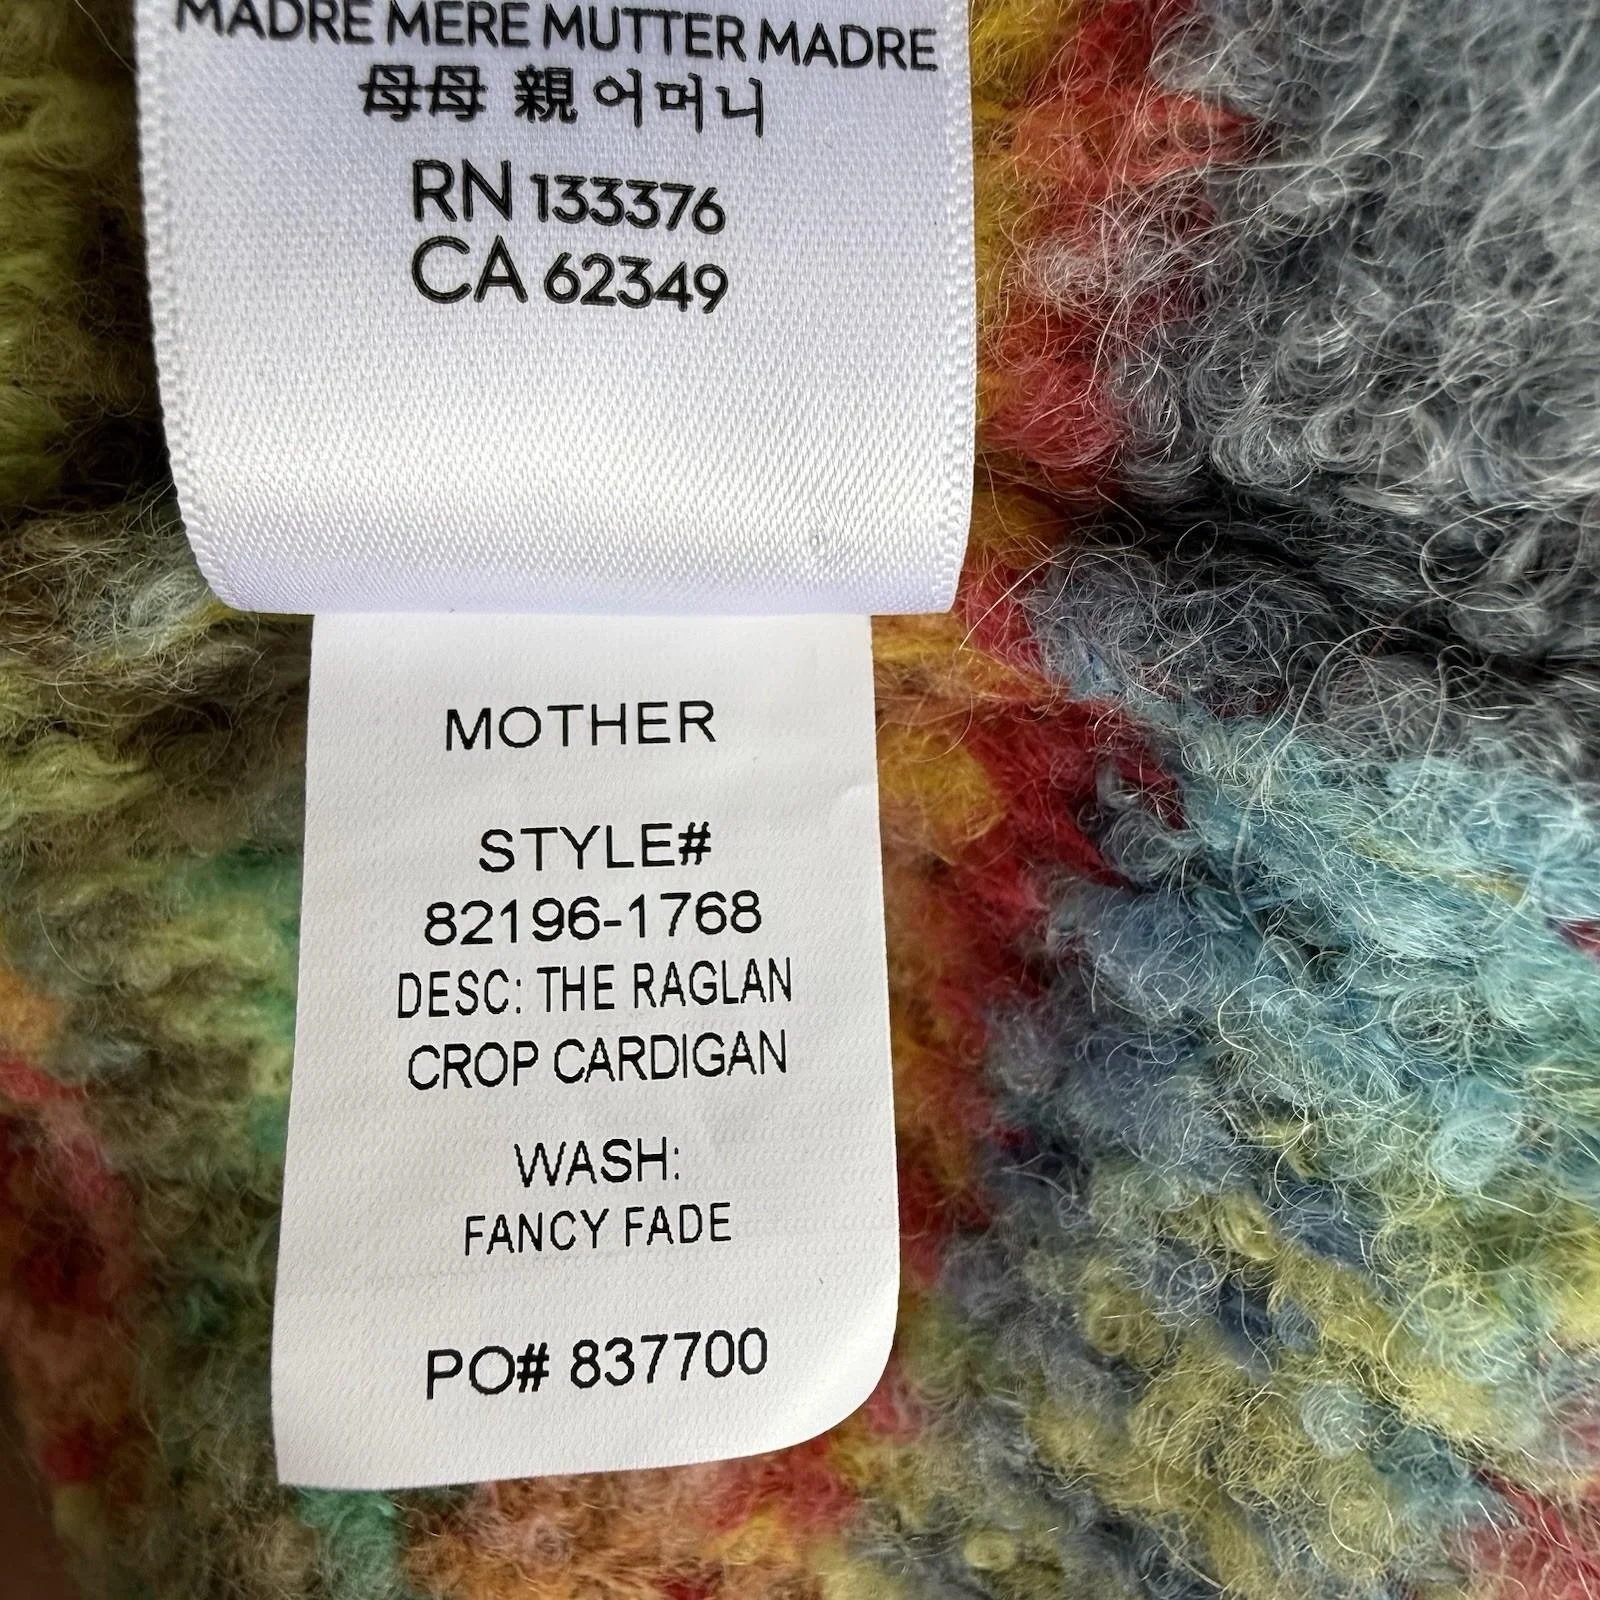 MADRE MERE MUTTER MADRE
母母 親 어머니
RN 133376
CA 62349
MOTHER
STYLE#
82196-1768
DESC: THE RAGLAN
CROP CARDIGAN
WASH:
FANCY FADE
PO# 837700